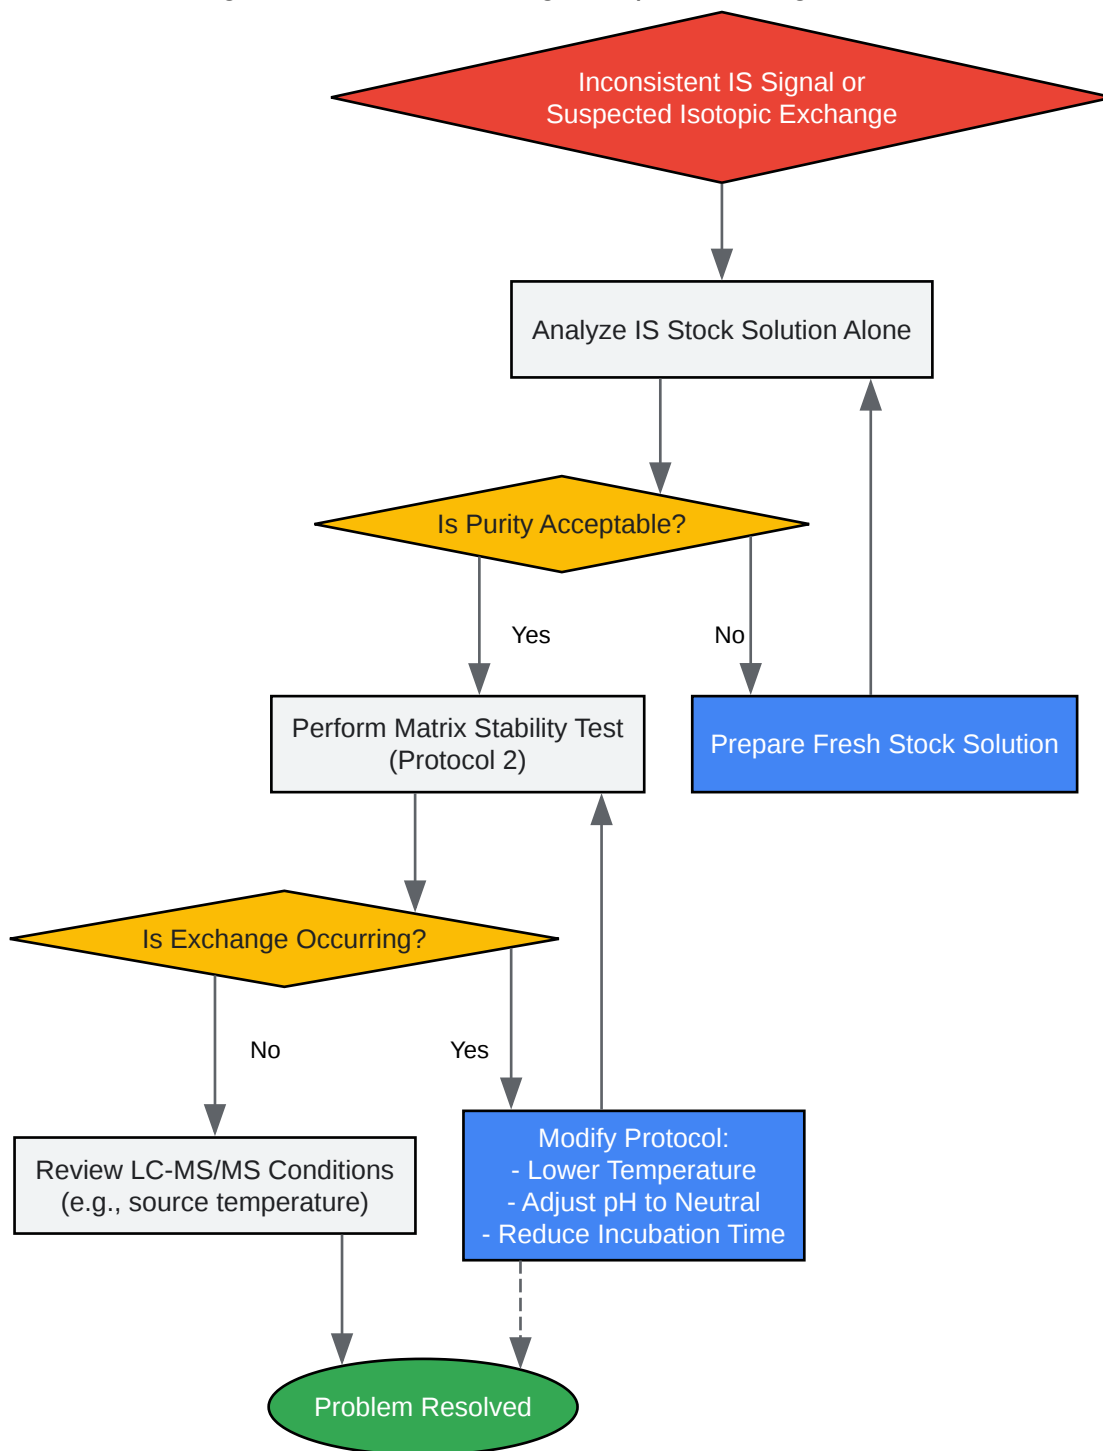 Inconsistent IS Signal or
Suspected Isotopic Exchange
Analyze IS Stock Solution Alone
Is Purity Acceptable?
Yes
No
Perform Matrix Stability Test
(Protocol 2)
Prepare Fresh Stock Solution
Is Exchange Occurring?
No
Yes
Review LC-MS/MS Conditions
(e.g., source temperature)
Modify Protocol:
- Lower Temperature
- Adjust pH to Neutral
- Reduce Incubation Time
Problem Resolved